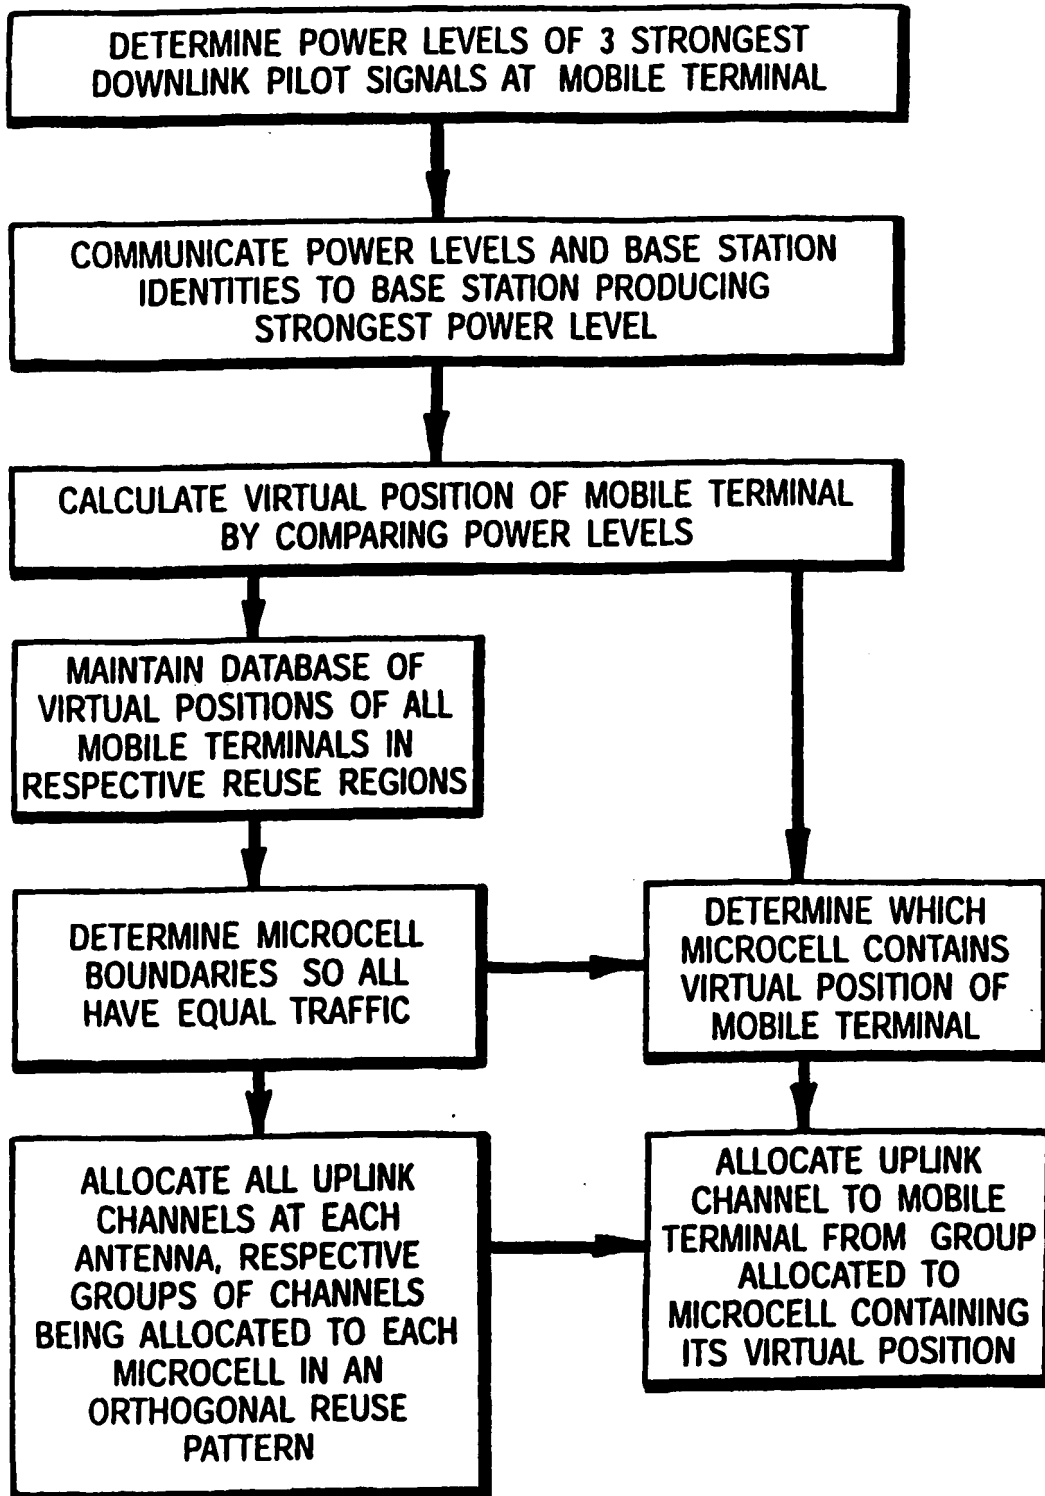 DETERMINE POWER LEVELS OF 3 STRONGEST
DOWNLINK PILOT SIGNALS AT MOBILE TERMINAL
COMMUNICATE POWER LEVELS AND BASE STATION
IDENTITIES TO BASE STATION PRODUCING
STRONGEST POWER LEVEL
CALCULATE VIRTUAL POSITION OF MOBILE TERMINAL
BY COMPARING POWER LEVELS
MAINTAIN DATABASE OF
VIRTUAL POSITIONS OF ALL
MOBILE TERMINALS IN
RESPECTIVE REUSE REGIONS
DETERMINE MICROCELL
BOUNDARIES SO ALL
HAVE EQUAL TRAFFIC
DETERMINE WHICH
MICROCELL CONTAINS
VIRTUAL POSITION OF
MOBILE TERMINAL
ALLOCATE ALL UPLINK
CHANNELS AT EACH
ANTENNA, RESPECTIVE
GROUPS OF CHANNELS
BEING ALLOCATED TO EACH
MICROCELL IN AN
ORTHOGONAL REUSE
PATTERN
ALLOCATE UPLINK
CHANNEL TO MOBILE
TERMINAL FROM GROUP
ALLOCATED TO
MICROCELL CONTAINING
ITS VIRTUAL POSITION